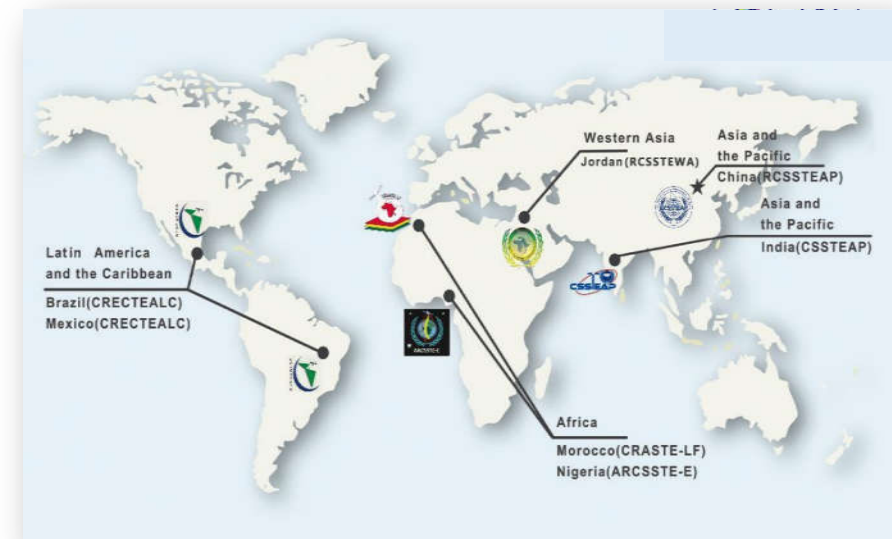 Western Asia
Jordan(RCSSTEWA)
Asia and
the Pacific
China(RCSSTEAP)
Asia and
the Pacific
India(CSSTEAP)
CSSTEAP
Latin America
and the Caribbean
Brazil(CRECTEALC)
Mexico(CRECTEALC)
ARCSSTE-E
Africa
Morocco(CRASTE-LF)
Nigeria(ARCSSTE-E)